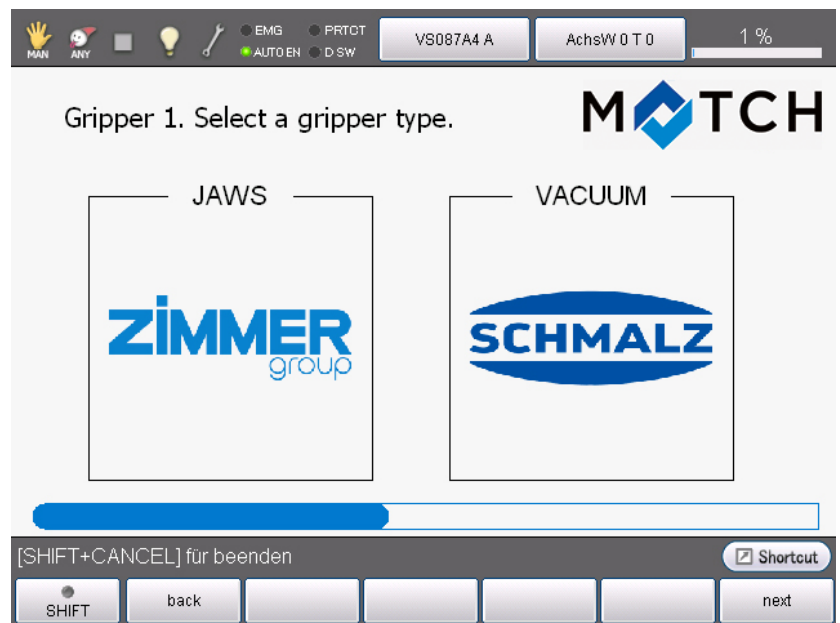 MAN ANY EMG PRTCT VS087A4 A AchsW 0 T 0 1 %
AUTO EN D SW
Gripper 1. Select a gripper type. MATCH
JAWS VACUUM
ZIMMER SCHMALZ
group
[SHIFT+CANCEL] für beenden Shortcut
SHIFT back next